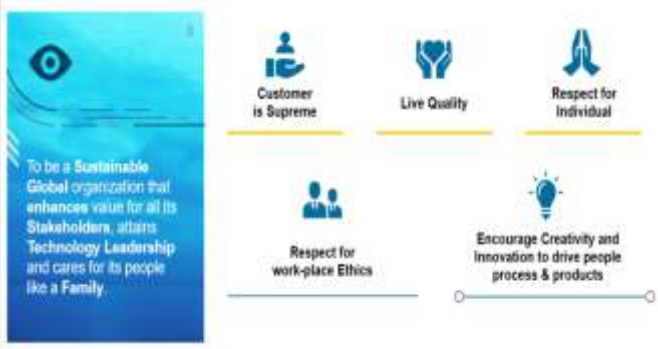 To be a Sustainable
Global organization that
enhances value for all its
Stakeholders, attains
Technology Leadership
and cares for its people
like a Family
Customer
is Supreme
Live Quality
Respect for
Individual
Respect for
work-place Ethics
Encourage Creativity and
Innovation to drive people
process & products